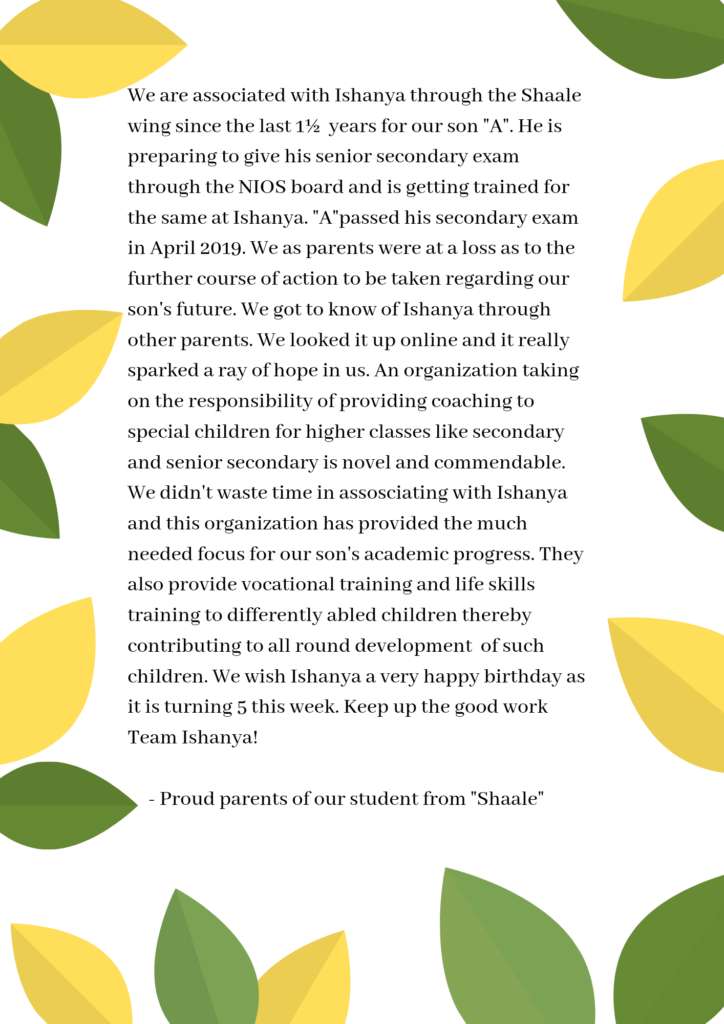 We are associated with Ishanya through the Shaale
wing since the last 1½ years for our son "A". He is
preparing to give his senior secondary exam
through the NIOS board and is getting trained for
the same at Ishanya. "A"passed his secondary exam
in April 2019. We as parents were at a loss as to the
further course of action to be taken regarding our
son's future. We got to know of Ishanya through
other parents. We looked it up online and it really
sparked a ray of hope in us. An organization taking
on the responsibility of providing coaching to
special children for higher classes like secondary
and senior secondary is novel and commendable.
We didn't waste time in assosciating with Ishanya
and this organization has provided the much
needed focus for our son's academic progress. They
also provide vocational training and life skills
training to differently abled children thereby
contributing to all round development of such
children. We wish Ishanya a very happy birthday as
it is turning 5 this week. Keep up the good work
Team Ishanya!
- Proud parents of our student from "Shaale"